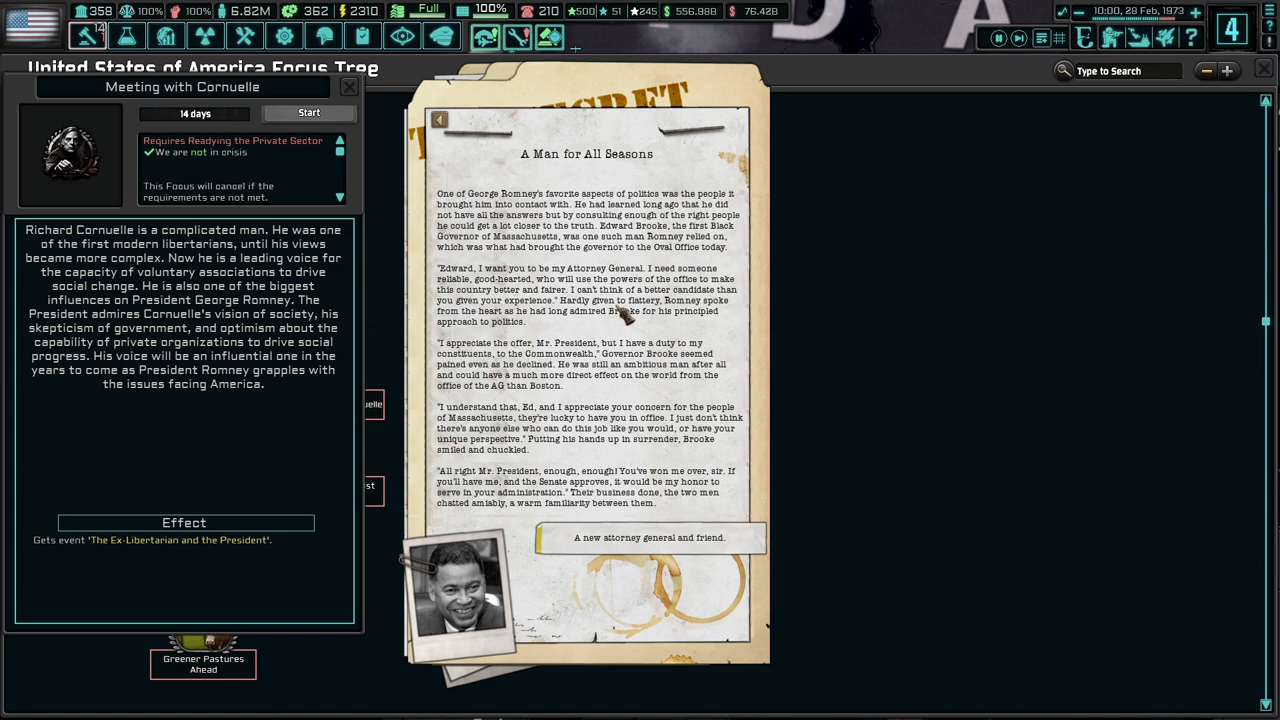 358 100% 100% 6.82M 362 2310 Full 100% 210 500 51 245 $ 556.98B $ 76.42B
10:00, 28 Feb, 1973
4
14
United States of America Focus Tree
Type to Search
Meeting with Cornuelle
14 days
Start
Requires Readying the Private Sector
We are not in crisis
This Focus will cancel if the
requirements are not met.
Richard Cornuelle is a complicated man. He was one
of the first modern libertarians, until his views
became more complex. Now he is a leading voice for
the capacity of voluntary associations to drive
social change. He is also one of the biggest
influences on President George Romney. The
President admires Cornuelle's vision of society, his
skepticism of government, and optimism about the
capability of private organizations to drive social
progress. His voice will be an influential one in the
years to come as President Romney grapples with
the issues facing America.
Effect
Gets event 'The Ex-Libertarian and the President'.
Greener Pastures
Ahead
A Man for All Seasons
One of George Romney's favorite aspects of politics was the people it
brought him into contact with. He had learned long ago that he did
not have all the answers but by consulting enough of the right people
he could get a lot closer to the truth. Edward Brooke, the first Black
Governor of Massachusetts, was one such man Romney relied on,
which was what had brought the governor to the Oval Office today.
"Edward, I want you to be my Attorney General. I need someone
reliable, good-hearted, who will use the powers of the office to make
this country better and fairer. I can't think of a better candidate than
you given your experience." Hardly given to flattery, Romney spoke
from the heart as he had long admired Brooke for his principled
approach to politics.
"I appreciate the offer, Mr. President, but I have a duty to my
constituents, to the Commonwealth," Governor Brooke seemed
pained even as he declined. He was still an ambitious man after all
and could have a much more direct effect on the world from the
office of the AG than Boston.
"I understand that, Ed, and I appreciate your concern for the people
of Massachusetts, they're lucky to have you in office. I just don't think
there's anyone else who can do this job like you would, or have your
unique perspective." Putting his hands up in surrender, Brooke
smiled and chuckled.
"All right Mr. President, enough, enough! You've won me over, sir. If
you'll have me, and the Senate approves, it would be my honor to
serve in your administration." Their business done, the two men
chatted amiably, a warm familiarity between them.
A new attorney general and friend.